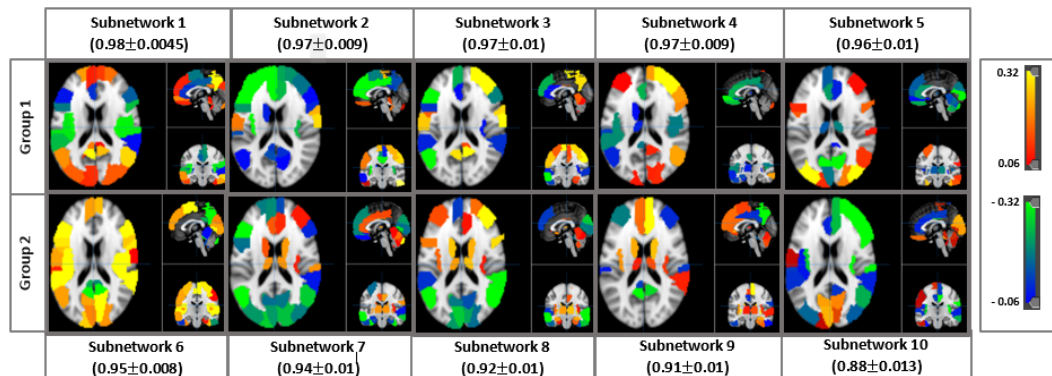 Subnetwork 1
(0.98±0.0045)
Subnetwork 2
(0.97±0.009)
Subnetwork 3
(0.97±0.01)
Subnetwork 4
(0.97±0.009)
Subnetwork 5
(0.96±0.01)
Group 1
0.32
0.06
Group 2
- 0.32
- 0.06
Subnetwork 6
(0.95±0.008)
Subnetwork 7
(0.94±0.01)
Subnetwork 8
(0.92±0.01)
Subnetwork 9
(0.91±0.01)
Subnetwork 10
(0.88±0.013)